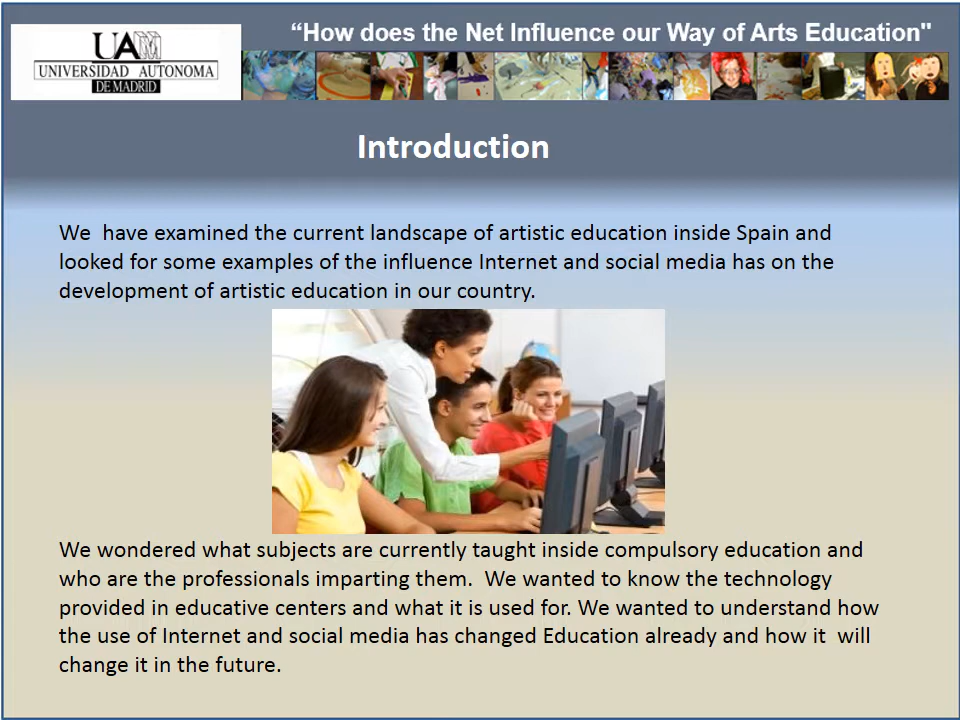 “How does the Net Influence our Way of Arts Education"
UAM
UNIVERSIDAD AUTONOMA
DE MADRID
Introduction
We  have examined the current landscape of artistic education inside Spain and
looked for some examples of the influence Internet and social media has on the
development of artistic education in our country.
We wondered what subjects are currently taught inside compulsory education and
who are the professionals imparting them.  We wanted to know the technology
provided in educative centers and what it is used for. We wanted to understand how
the use of Internet and social media has changed Education already and how it  will
change it in the future.